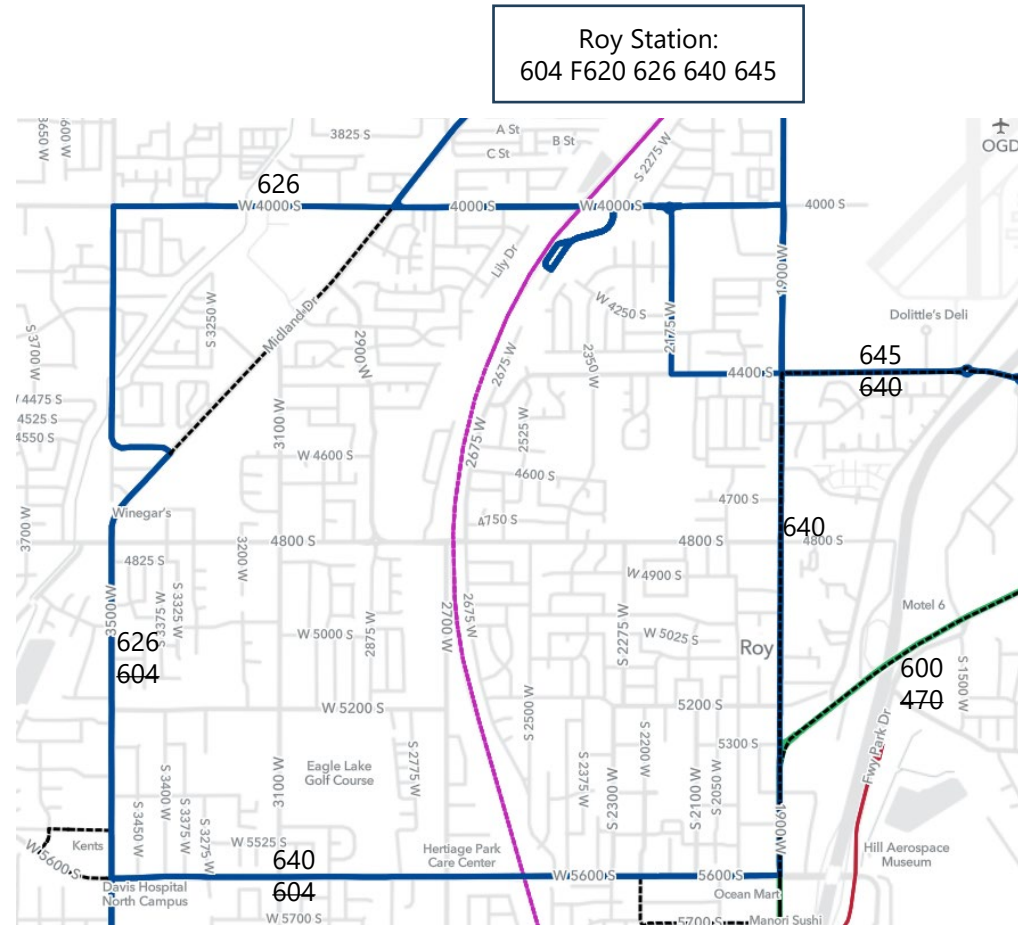 Roy Station:
604 F620 626 640 645
3650 W
3600 W
3825 S
A St
B St
C St
S 2275 W
OGD
626
W 4000 S
4000 S
W 4000 S
4000 S
Lily Dr
1900 W
S 3250 W
W 4250 S
Midland Dr
2175 W
Dolittle's Deli
S 3700 W
2900 W
2675 W
2350 W
4400 S
645
640
W 4475 S
4525 S
4550 S
3100 W
2675 W
2525 W
W 4600 S
4600 S
4700 S
Winegar's
4750 S
640
3700 W
3200 W
4800 S
4800 S
4800 S
4825 S
W 4900 S
3500 W
S 3375 W
S 3325 W
2700 W
2675 W
Motel 6
626
604
W 5000 S
2875 W
S 2275 W
W 5025 S
Roy
600
470
S 1500 W
W 5200 S
S 2500 W
5200 S
5300 S
Fwy Park Dr
Eagle Lake
Golf Course
S 2775 W
3100 W
S 2375 W
S 2300 W
S 2200 W
S 2100 W
S 2050 W
S 3400 W
S 3450 W
S 3375 W
S 3275 W
1900 W
Kents
W 5525 S
Hertiage Park
Care Center
Hill Aerospace
Museum
W 5600 S
640
604
W 5600 S
5600 S
Davis Hospital
North Campus
Ocean Mart
W 5700 S
5700 S
Manori Sushi